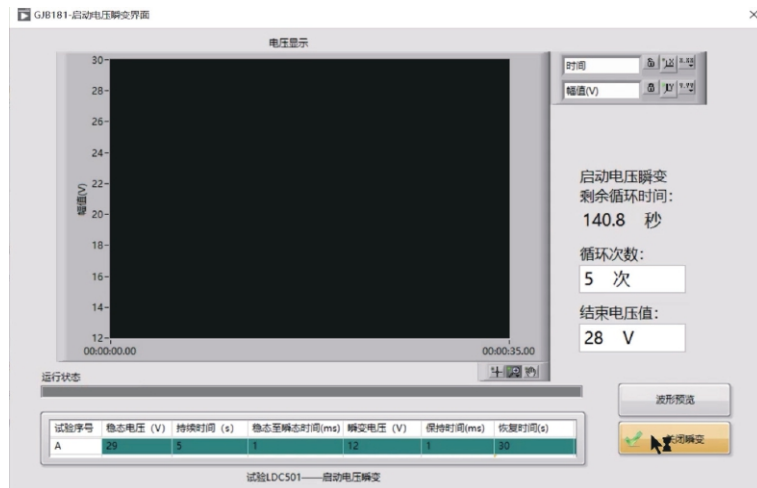 GJB181-启动电压瞬变界面
电压显示
时间
幅值(V)
30
28
26
24
22
20
18
16
14
12
幅值(V)
00:00:00.00
00:00:35.00
启动电压瞬变
剩余循环时间：
140.8 秒
循环次数：
5 次
结束电压值：
28 V
运行状态
波形预览
关闭瞬变
试验序号 稳态电压（V） 持续时间（s） 稳态至瞬态时间(ms) 瞬变电压（V） 保持时间(ms) 恢复时间(s)
A 29 5 1 12 1 30
试验LDC501——启动电压瞬变